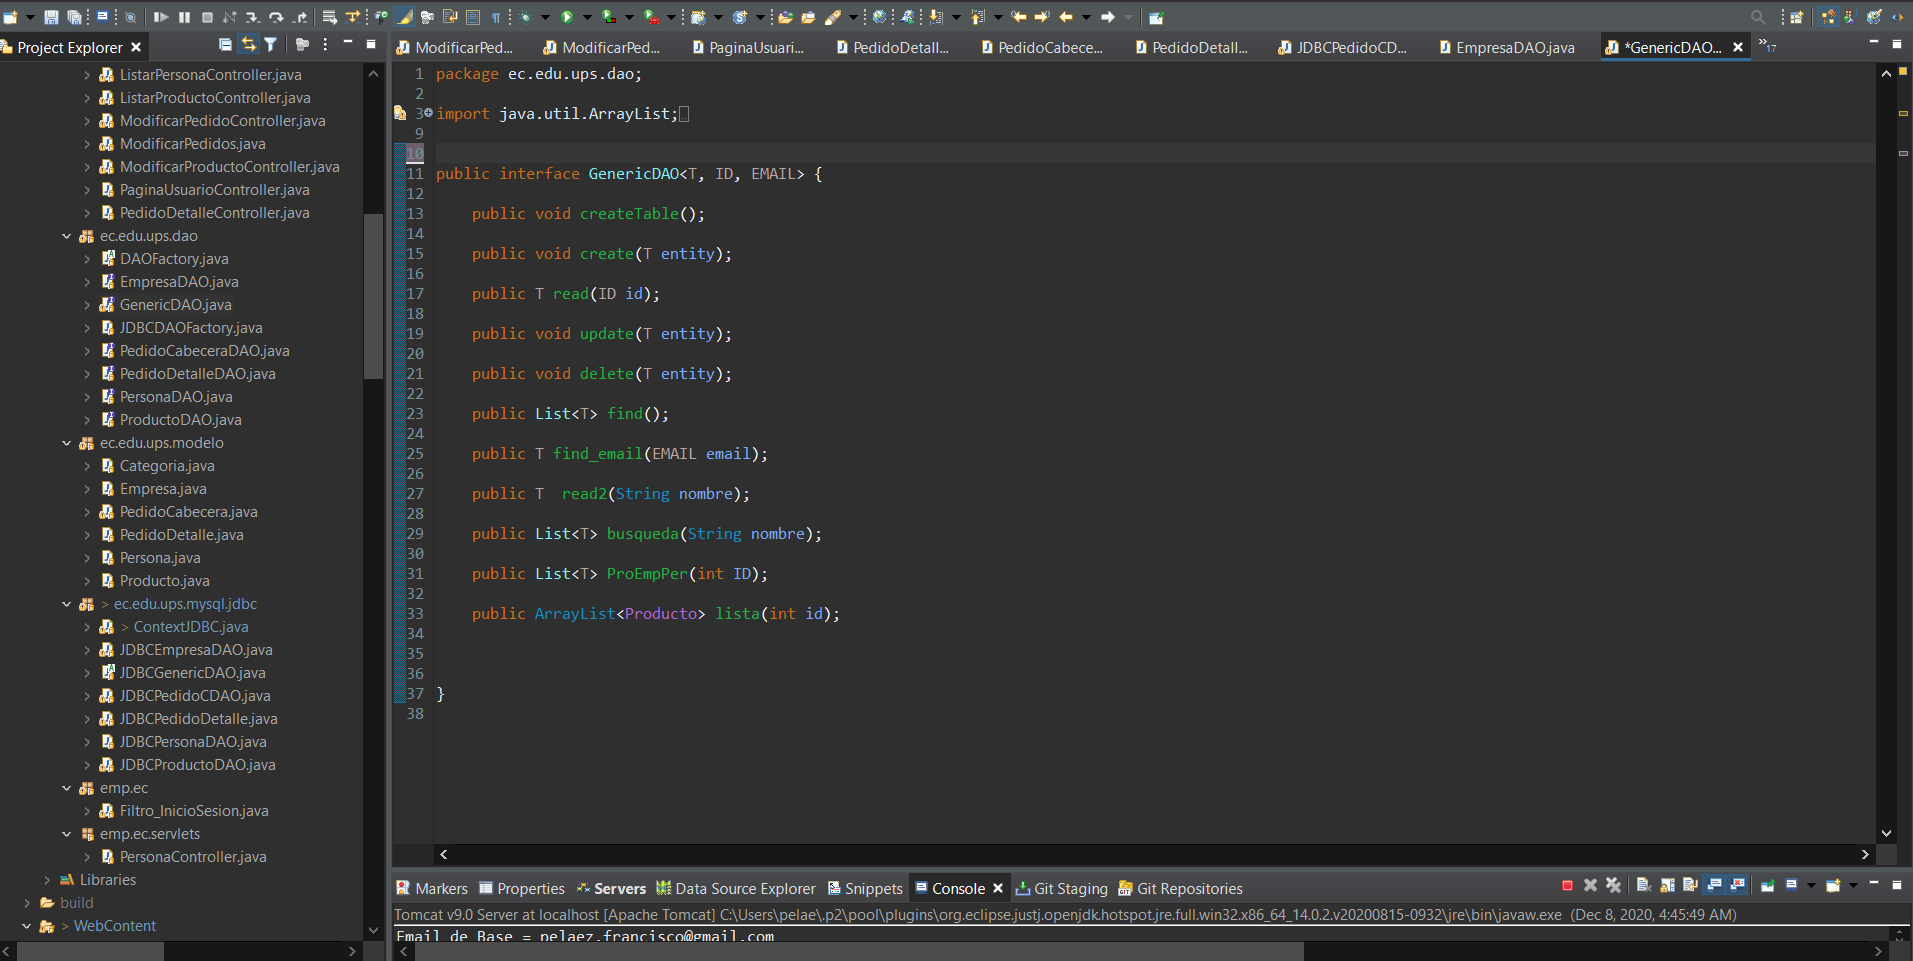 Project Explorer
ListarPersonaController.java
ListarProductoController.java
ModificarPedidoController.java
ModificarPedidos.java
ModificarProductoController.java
PaginaUsuarioController.java
PedidoDetalleController.java
ec.edu.ups.dao
DAOFactory.java
EmpresaDAO.java
GenericDAO.java
JDBCDAOFactory.java
PedidoCabeceraDAO.java
PedidoDetalleDAO.java
PersonaDAO.java
ProductoDAO.java
ec.edu.ups.modelo
Categoria.java
Empresa.java
PedidoCabecera.java
PedidoDetalle.java
Persona.java
Producto.java
> ec.edu.ups.mysql.jdbc
> ContextJDBC.java
JDBCEmpresaDAO.java
JDBCGenericDAO.java
JDBCPedidoCDAO.java
JDBCPedidoDetalle.java
JDBCPersonaDAO.java
JDBCProductoDAO.java
emp.ec
Filtro_InicioSesion.java
emp.ec.servlets
PersonaController.java
Libraries
build
> WebContent
ModificarPed... ModificarPed... PaginaUsuari... PedidoDetall... PedidoCabece... PedidoDetall... JDBCPedidoCD... EmpresaDAO.java *GenericDAO... »17
1 package ec.edu.ups.dao;
2
3 import java.util.ArrayList;
9
10
11 public interface GenericDAO<T, ID, EMAIL> {
12
13 public void createTable();
14
15 public void create(T entity);
16
17 public T read(ID id);
18
19 public void update(T entity);
20
21 public void delete(T entity);
22
23 public List<T> find();
24
25 public T find_email(EMAIL email);
26
27 public T  read2(String nombre);
28
29 public List<T> busqueda(String nombre);
30
31 public List<T> ProEmpPer(int ID);
32
33 public ArrayList<Producto> lista(int id);
34
35
36
37 }
38
Markers Properties Servers Data Source Explorer Snippets Console Git Staging Git Repositories
Tomcat v9.0 Server at localhost [Apache Tomcat] C:\Users\pelae\.p2\pool\plugins\org.eclipse.justj.openjdk.hotspot.jre.full.win32.x86_64_14.0.2.v20200815-0932\jre\bin\javaw.exe (Dec 8, 2020, 4:45:49 AM)
Email de Base = pelaez.francisco@gmail.com